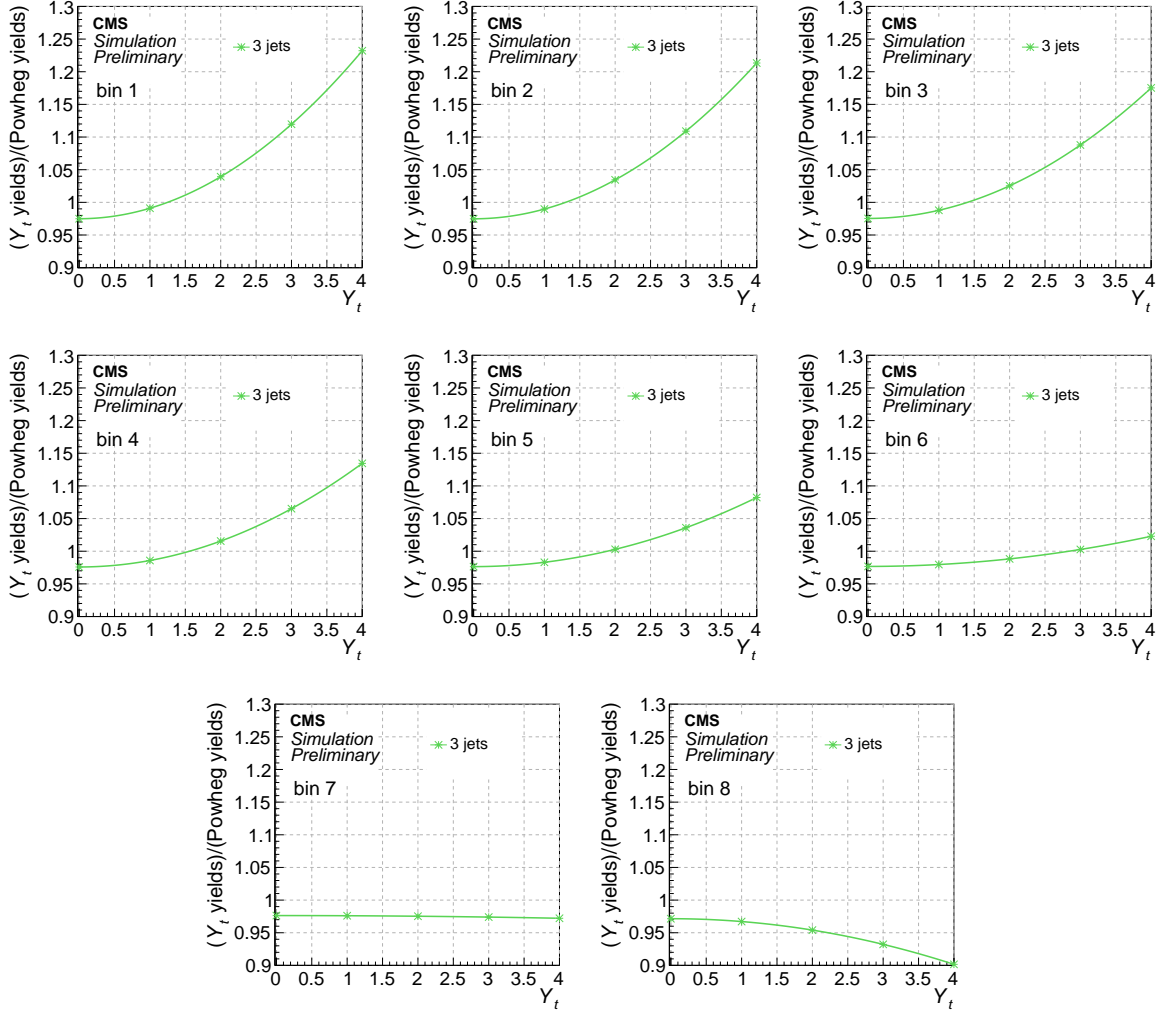 CMS
Simulation
Preliminary
3 jets
bin 1
(Y_t yields)/(Powheg yields)
1.3
1.25
1.2
1.15
1.1
1.05
1
0.95
0.9
0 0.5 1 1.5 2 2.5 3 3.5 4
Y_t
CMS
Simulation
Preliminary
3 jets
bin 2
(Y_t yields)/(Powheg yields)
1.3
1.25
1.2
1.15
1.1
1.05
1
0.95
0.9
0 0.5 1 1.5 2 2.5 3 3.5 4
Y_t
CMS
Simulation
Preliminary
3 jets
bin 3
(Y_t yields)/(Powheg yields)
1.3
1.25
1.2
1.15
1.1
1.05
1
0.95
0.9
0 0.5 1 1.5 2 2.5 3 3.5 4
Y_t
CMS
Simulation
Preliminary
3 jets
bin 4
(Y_t yields)/(Powheg yields)
1.3
1.25
1.2
1.15
1.1
1.05
1
0.95
0.9
0 0.5 1 1.5 2 2.5 3 3.5 4
Y_t
CMS
Simulation
Preliminary
3 jets
bin 5
(Y_t yields)/(Powheg yields)
1.3
1.25
1.2
1.15
1.1
1.05
1
0.95
0.9
0 0.5 1 1.5 2 2.5 3 3.5 4
Y_t
CMS
Simulation
Preliminary
3 jets
bin 6
(Y_t yields)/(Powheg yields)
1.3
1.25
1.2
1.15
1.1
1.05
1
0.95
0.9
0 0.5 1 1.5 2 2.5 3 3.5 4
Y_t
CMS
Simulation
Preliminary
3 jets
bin 7
(Y_t yields)/(Powheg yields)
1.3
1.25
1.2
1.15
1.1
1.05
1
0.95
0.9
0 0.5 1 1.5 2 2.5 3 3.5 4
Y_t
CMS
Simulation
Preliminary
3 jets
bin 8
(Y_t yields)/(Powheg yields)
1.3
1.25
1.2
1.15
1.1
1.05
1
0.95
0.9
0 0.5 1 1.5 2 2.5 3 3.5 4
Y_t